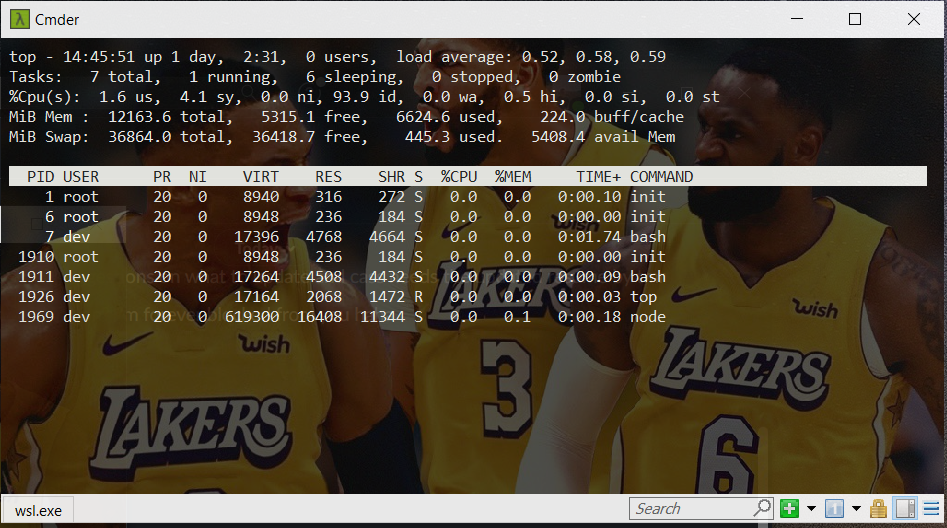 Cmder
top - 14:45:51 up 1 day,  2:31,  0 users,  load average: 0.52, 0.58, 0.59
Tasks:   7 total,   1 running,   6 sleeping,   0 stopped,   0 zombie
%Cpu(s):  1.6 us,  4.1 sy,  0.0 ni, 93.9 id,  0.0 wa,  0.5 hi,  0.0 si,  0.0 st
MiB Mem :  12163.6 total,   5315.1 free,   6624.6 used,    224.0 buff/cache
MiB Swap:  36864.0 total,  36418.7 free,    445.3 used.   5408.4 avail Mem
PID USER      PR  NI    VIRT    RES    SHR S  %CPU  %MEM     TIME+ COMMAND
1 root      20   0    8940    316    272 S   0.0   0.0   0:00.10 init
6 root      20   0    8948    236    184 S   0.0   0.0   0:00.00 init
7 dev       20   0   17396   4768   4664 S   0.0   0.0   0:01.74 bash
1910 root      20   0    8948    236    184 S   0.0   0.0   0:00.00 init
1911 dev       20   0   17264   4508   4432 S   0.0   0.0   0:00.09 bash
1926 dev       20   0   17164   2068   1472 R   0.0   0.0   0:00.03 top
1969 dev       20   0  619300  16408  11344 S   0.0   0.1   0:00.18 node
wish
wish
wish
LAKERS
LAKERS
LAKERS
3
6
wsl.exe
Search